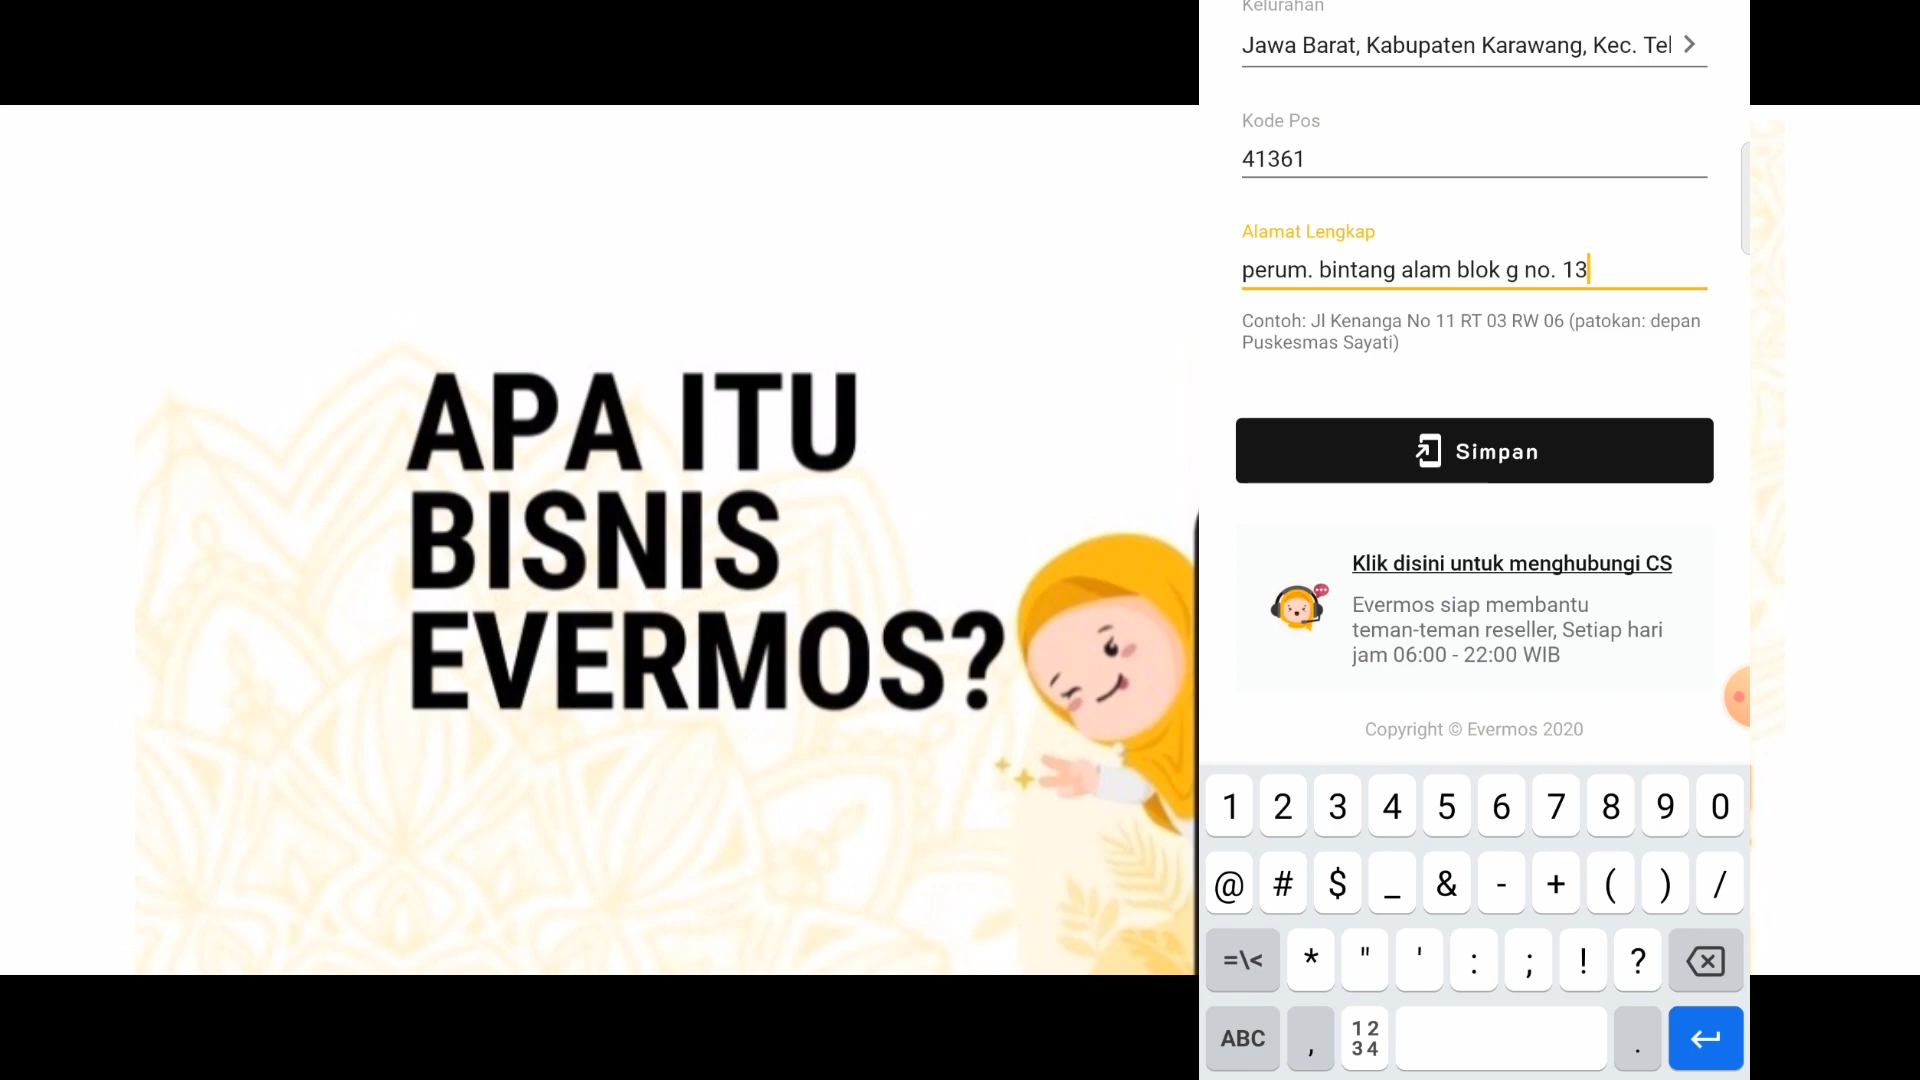 APA ITU
BISNIS
EVERMOS?
Kelurahan
Jawa Barat, Kabupaten Karawang, Kec. Tel
Kode Pos
41361
Alamat Lengkap
perum. bintang alam blok g no. 13
Contoh: Jl Kenanga No 11 RT 03 RW 06 (patokan: depan
Puskesmas Sayati)
Simpan
Klik disini untuk menghubungi CS
Evermos siap membantu
teman-teman reseller, Setiap hari
jam 06:00 - 22:00 WIB
Copyright © Evermos 2020
1 2 3 4 5 6 7 8 9 0
@ # $ _ & - + ( ) /
=\< * " ' : ; ! ?
ABC , 12 .
34